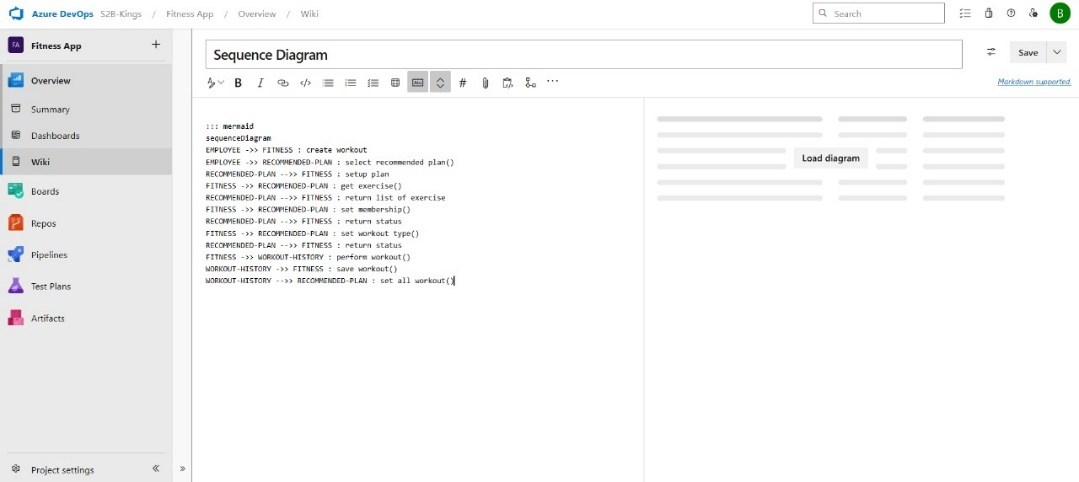 Azure DevOps S2B-Kings / Fitness App / Overview / Wiki
Search
B
FA Fitness App +
Overview
Summary
Dashboards
Wiki
Boards
Repos
Pipelines
Test Plans
Artifacts
Project settings « »
Sequence Diagram
Save
B I </> # ...
Markdown supported.
::: mermaid
sequenceDiagram
EMPLOYEE ->> FITNESS : create workout
EMPLOYEE ->> RECOMMENDED-PLAN : select recommended plan()
RECOMMENDED-PLAN -->> FITNESS : setup plan
FITNESS ->> RECOMMENDED-PLAN : get exercise()
RECOMMENDED-PLAN -->> FITNESS : return list of exercise
FITNESS ->> RECOMMENDED-PLAN : set membership()
RECOMMENDED-PLAN -->> FITNESS : return status
FITNESS ->> RECOMMENDED-PLAN : set workout type()
RECOMMENDED-PLAN -->> FITNESS : return status
FITNESS ->> WORKOUT-HISTORY : perform workout()
WORKOUT-HISTORY ->> FITNESS : save workout()
WORKOUT-HISTORY -->> RECOMMENDED-PLAN : set all workout()
Load diagram